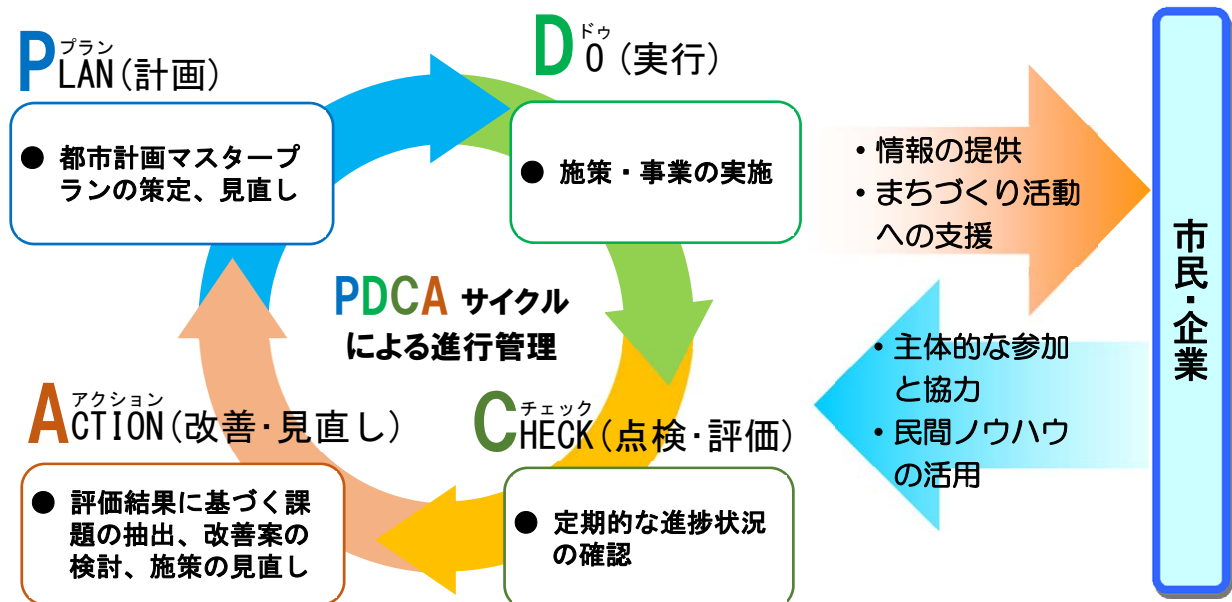 プラン
PLAN(計画)
● 都市計画マスタープ
ランの策定、見直し
ドゥ
DO(実行)
● 施策・事業の実施
PDCA サイクル
による進行管理
アクション
ACTION(改善・見直し)
● 評価結果に基づく課
題の抽出、改善案の
検討、施策の見直し
チェック
CHECK(点検・評価)
● 定期的な進捗状況
の確認
・情報の提供
・まちづくり活動
への支援
・主体的な参加
と協力
・民間ノウハウ
の活用
市民・企業